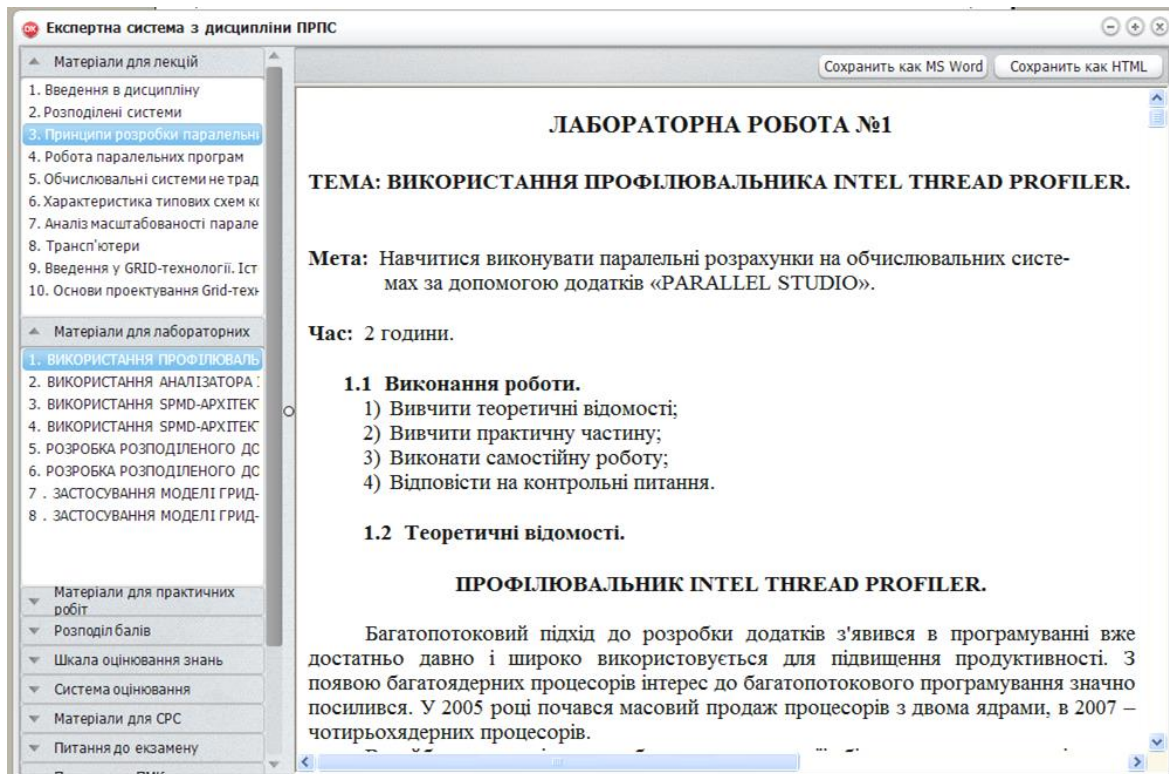 Експертна система з дисципліни ПРПС
Матеріали для лекцій
1. Введення в дисципліну
2. Розподілені системи
3. Принципи розробки паралельн
4. Робота паралельних програм
5. Обчислювальні системи не трад
6. Характеристика типових схем ко
7. Аналіз масштабованості парале
8. Трансп'ютери
9. Введення у GRID-технології. Іст
10. Основи проектування Grid-техн
Матеріали для лабораторних
1. ВИКОРИСТАННЯ ПРОФІЛЮВАЛЬ
2. ВИКОРИСТАННЯ АНАЛІЗАТОРА
3. ВИКОРИСТАННЯ SPMD-АРХІТЕКТ
4. ВИКОРИСТАННЯ SPMD-АРХІТЕКТ
5. РОЗРОБКА РОЗПОДІЛЕНОГО ДО
6. РОЗРОБКА РОЗПОДІЛЕНОГО ДО
7 . ЗАСТОСУВАННЯ МОДЕЛІ ГРИД-
8 . ЗАСТОСУВАННЯ МОДЕЛІ ГРИД-
Матеріали для практичних
робіт
Розподіл балів
Шкала оцінювання знань
Система оцінювання
Матеріали для СРС
Питання до екзамену
Сохранить как MS Word Сохранить как HTML
ЛАБОРАТОРНА РОБОТА №1
ТЕМА: ВИКОРИСТАННЯ ПРОФІЛЮВАЛЬНИКА INTEL THREAD PROFILER.
Мета: Навчитися виконувати паралельні розрахунки на обчислювальних систе-
мах за допомогою додатків «PARALLEL STUDIO».
Час: 2 години.
1.1 Виконання роботи.
1) Вивчити теоретичні відомості;
2) Вивчити практичну частину;
3) Виконати самостійну роботу;
4) Відповісти на контрольні питання.
1.2 Теоретичні відомості.
ПРОФІЛЮВАЛЬНИК INTEL THREAD PROFILER.
Багатопотоковий підхід до розробки додатків з'явився в програмуванні вже
достатньо давно і широко використовується для підвищення продуктивності. З
появою багатоядерних процесорів інтерес до багатопотокового програмування значно
посилився. У 2005 році почався масовий продаж процесорів з двома ядрами, в 2007 –
чотирьохядерних процесорів.